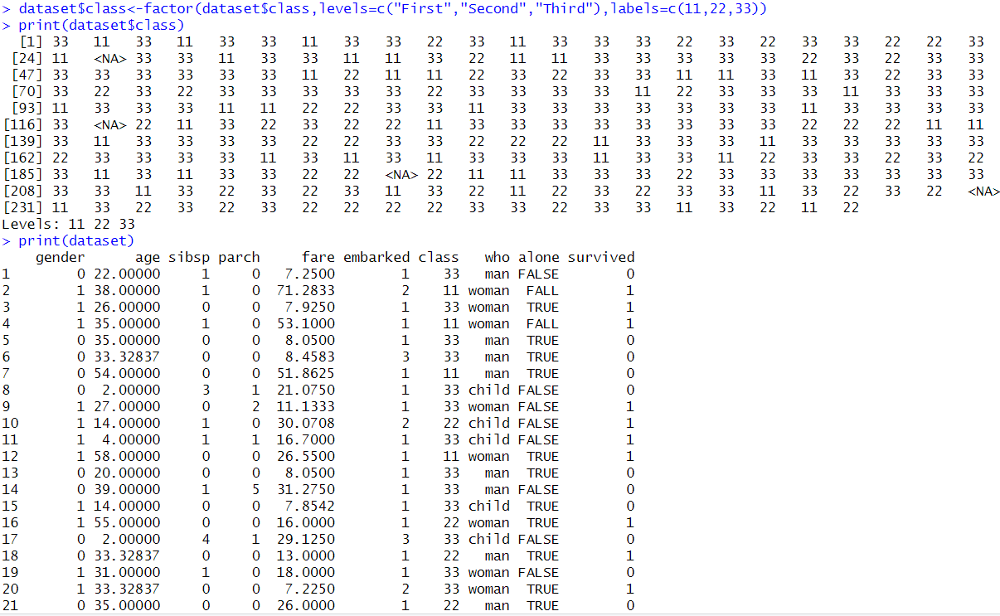 > dataset$class<-factor(dataset$class,levels=c("First","Second","Third"),labels=c(11,22,33))
> print(dataset$class)
[1] 33 11 33 11 33 33 11 33 33 22 33 11 33 33 33 22 33 22 33 33 22 22 33
[24] 11 <NA> 33 33 11 33 33 11 11 33 22 11 11 33 33 33 33 33 22 33 22 33 33
[47] 33 33 33 33 33 33 11 22 11 11 22 33 22 33 33 11 11 33 11 33 22 33 33
[70] 33 22 33 22 33 33 33 33 33 22 33 33 33 33 11 22 33 33 33 11 33 33 33
[93] 11 33 33 33 11 11 22 22 33 33 11 33 33 33 33 33 33 33 11 33 33 33 33
[116] 33 <NA> 22 11 33 22 33 22 22 11 33 33 33 33 33 33 33 33 22 22 22 11 11
[139] 33 11 33 33 33 33 22 22 33 33 22 22 22 11 33 33 33 11 33 33 33 33 33
[162] 22 33 33 33 33 11 33 11 33 11 33 33 33 11 33 33 11 22 33 33 22 33 22
[185] 33 11 33 11 33 33 22 22 <NA> 22 11 11 33 33 33 22 33 33 33 33 33 33 33
[208] 33 33 11 33 22 33 22 33 11 33 22 11 22 33 22 33 33 11 33 22 33 22 <NA>
[231] 11 33 22 33 22 33 22 22 22 22 33 33 22 33 33 11 33 22 11 22
Levels: 11 22 33
> print(dataset)
gender age sibsp parch fare embarked class who alone survived
1 0 22.00000 1 0 7.2500 1 33 man FALSE 0
2 1 38.00000 1 0 71.2833 2 11 woman FALL 1
3 1 26.00000 0 0 7.9250 1 33 woman TRUE 1
4 1 35.00000 1 0 53.1000 1 11 woman FALL 1
5 0 35.00000 0 0 8.0500 1 33 man TRUE 0
6 0 33.32837 0 0 8.4583 3 33 man TRUE 0
7 0 54.00000 0 0 51.8625 1 11 man TRUE 0
8 0 2.00000 3 1 21.0750 1 33 child FALSE 0
9 1 27.00000 0 2 11.1333 1 33 woman FALSE 1
10 1 14.00000 1 0 30.0708 2 22 child FALSE 1
11 1 4.00000 1 1 16.7000 1 33 child FALSE 1
12 1 58.00000 0 0 26.5500 1 11 woman TRUE 1
13 0 20.00000 0 0 8.0500 1 33 man TRUE 0
14 0 39.00000 1 5 31.2750 1 33 man FALSE 0
15 1 14.00000 0 0 7.8542 1 33 child TRUE 0
16 1 55.00000 0 0 16.0000 1 22 woman TRUE 1
17 0 2.00000 4 1 29.1250 3 33 child FALSE 0
18 0 33.32837 0 0 13.0000 1 22 man TRUE 1
19 1 31.00000 1 0 18.0000 1 33 woman FALSE 0
20 1 33.32837 0 0 7.2250 2 33 woman TRUE 1
21 0 35.00000 0 0 26.0000 1 22 man TRUE 0